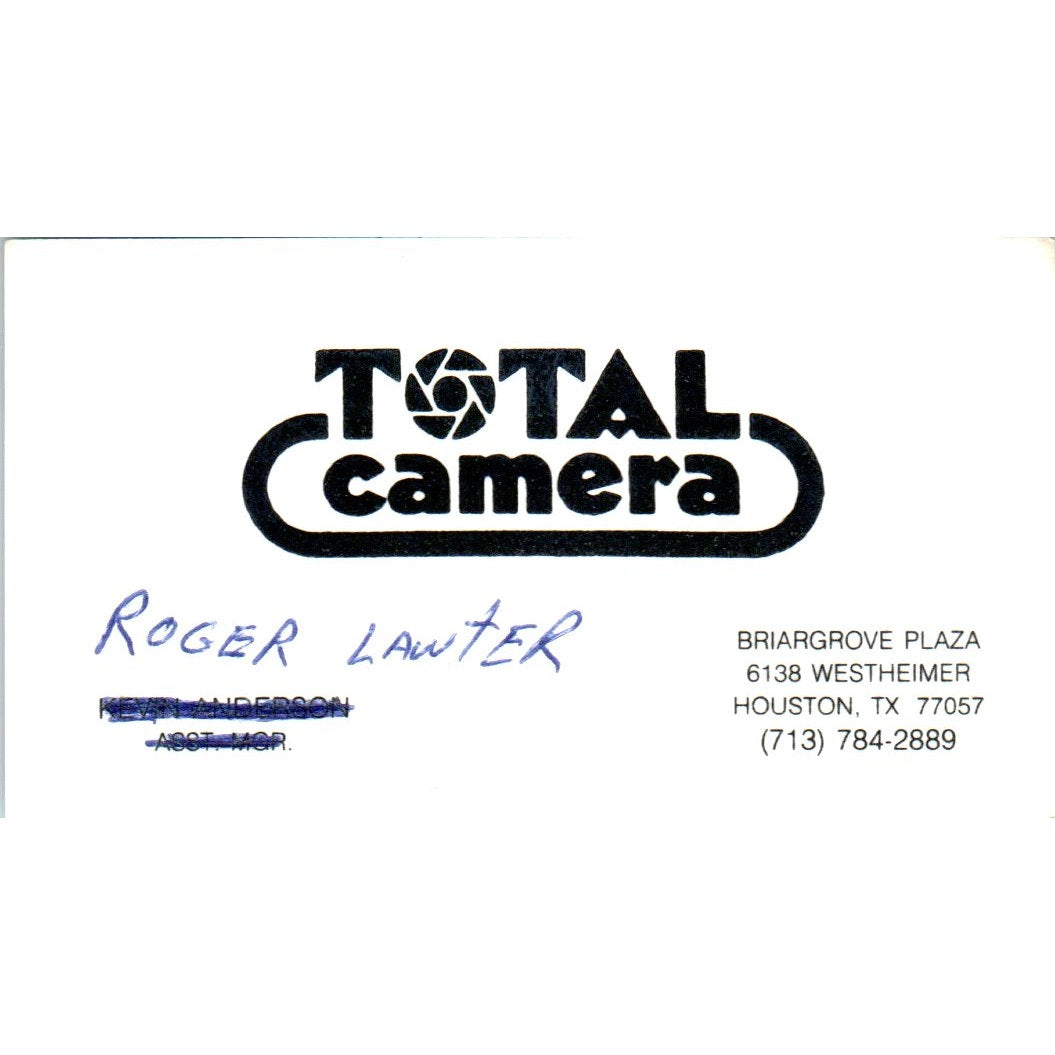 TOTAL
camera
ROGER LAWTER
KEVIN ANDERSON
ASST. MGR.
BRIARGROVE PLAZA
6138 WESTHEIMER
HOUSTON, TX 77057
(713) 784-2889